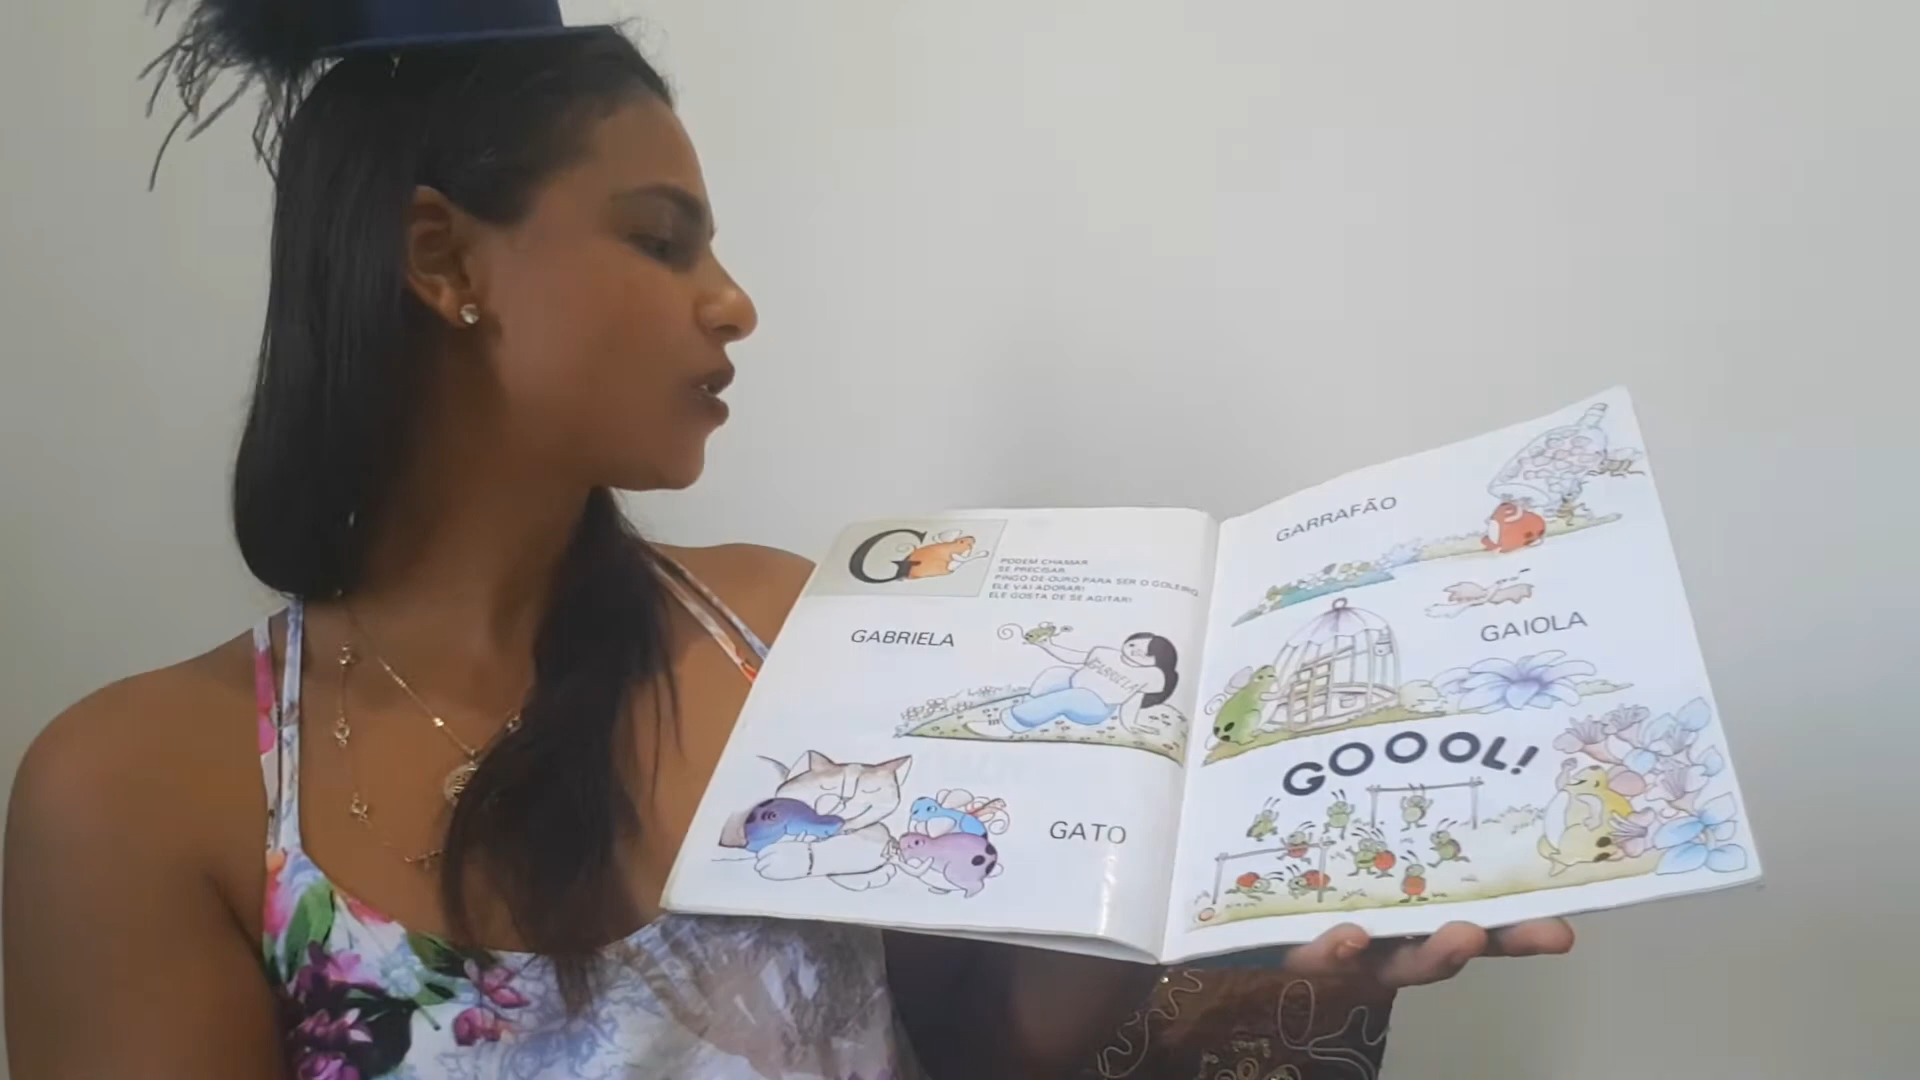 G
PODEM CHAMAR
SE PRECISAR
PINGO-DE-OURO PARA SER O GOLEIRO
ELE VAI ADORAR!
ELE GOSTA DE SE AGITAR!
GABRIELA
GABRIELA
GATO
GARRAFÃO
GAIOLA
GOOOL!